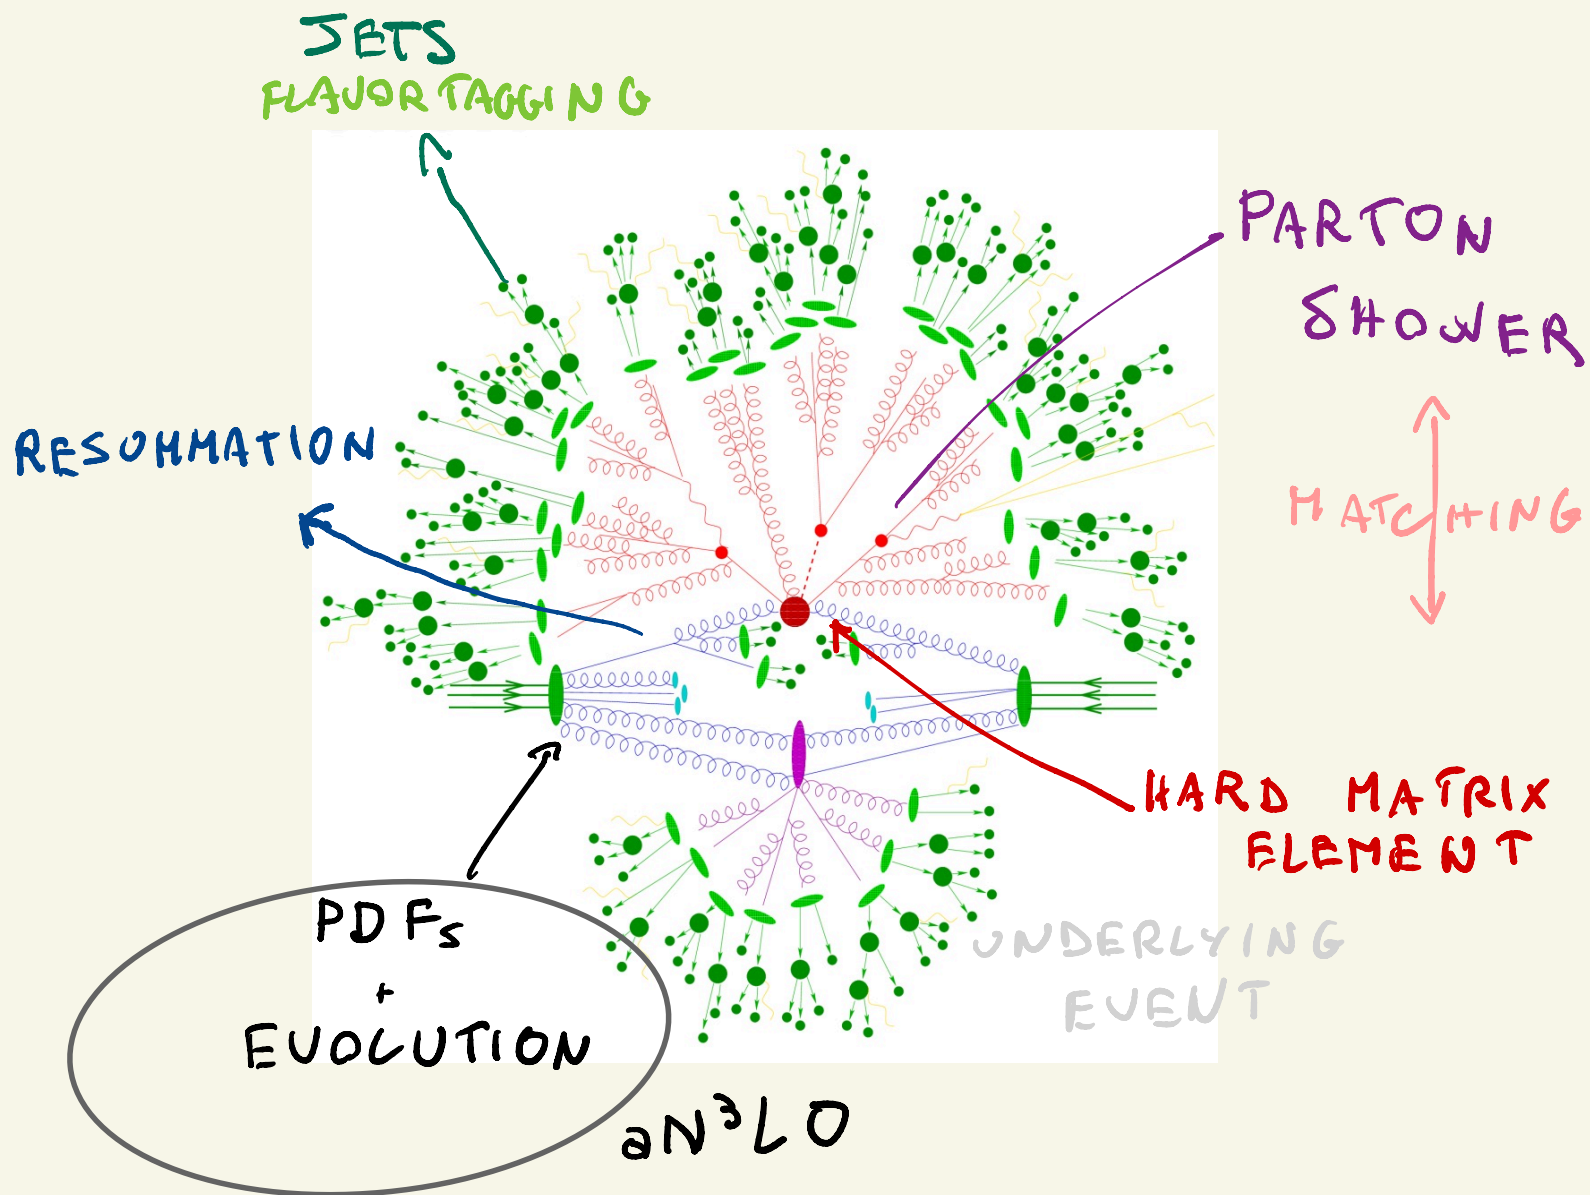 JETS
FLAVOR TAGGING
PARTON
SHOWER
RESUMMATION
MATCHING
HARD MATRIX
ELEMENT
PDFs
+
EVOLUTION
UNDERLYING
EVENT
aN³LO